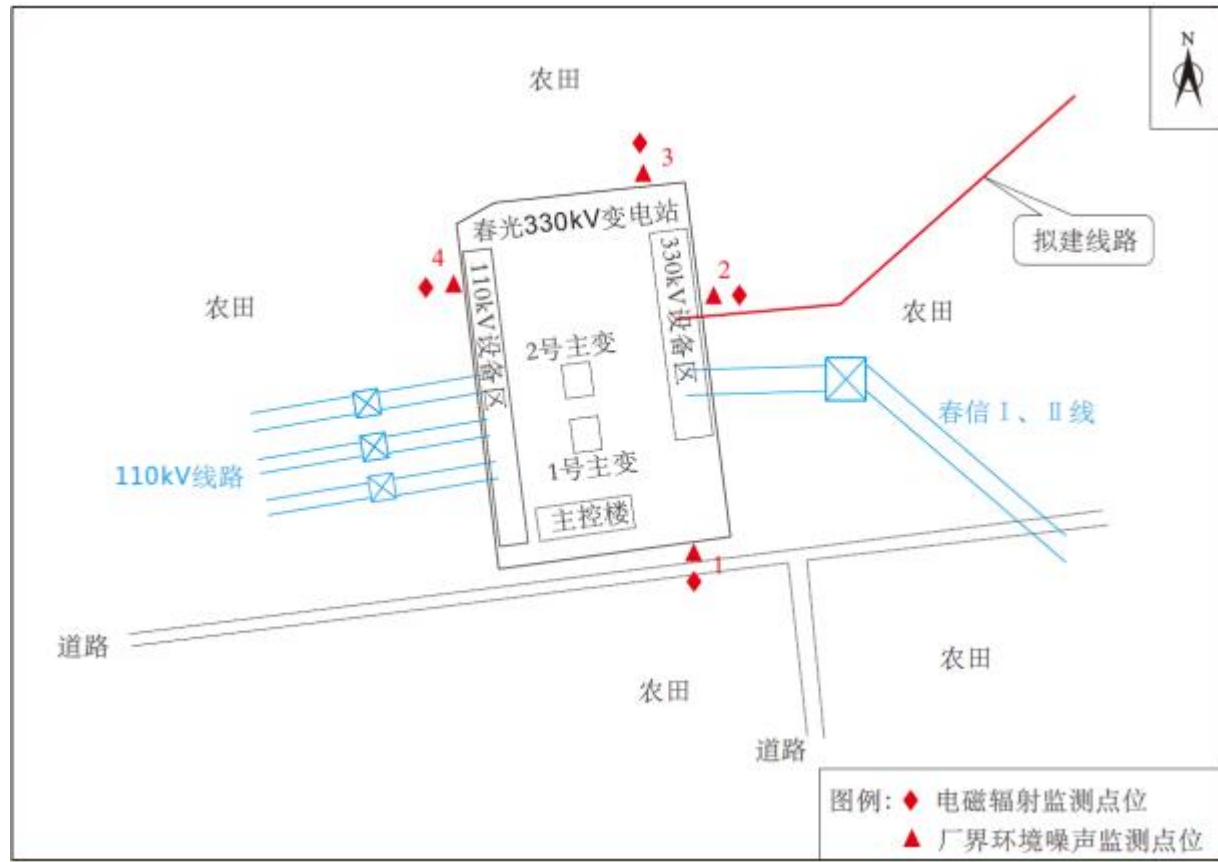 N
农田
3
拟建线路
春光330kV变电站
4
110kV设备区
330kV设备区
2
农田
农田
2号主变
春信Ⅰ、Ⅱ线
110kV线路
1号主变
主控楼
1
道路
农田
农田
道路
图例:
电磁辐射监测点位
厂界环境噪声监测点位